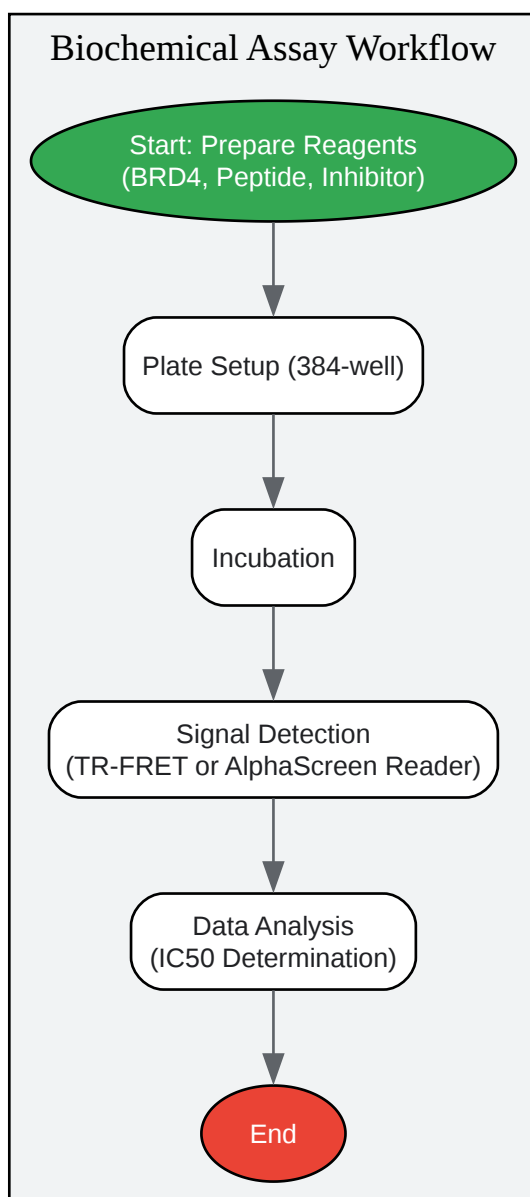 Biochemical Assay Workflow
Start: Prepare Reagents
(BRD4, Peptide, Inhibitor)
Plate Setup (384-well)
Incubation
Signal Detection
(TR-FRET or AlphaScreen Reader)
Data Analysis
(IC50 Determination)
End